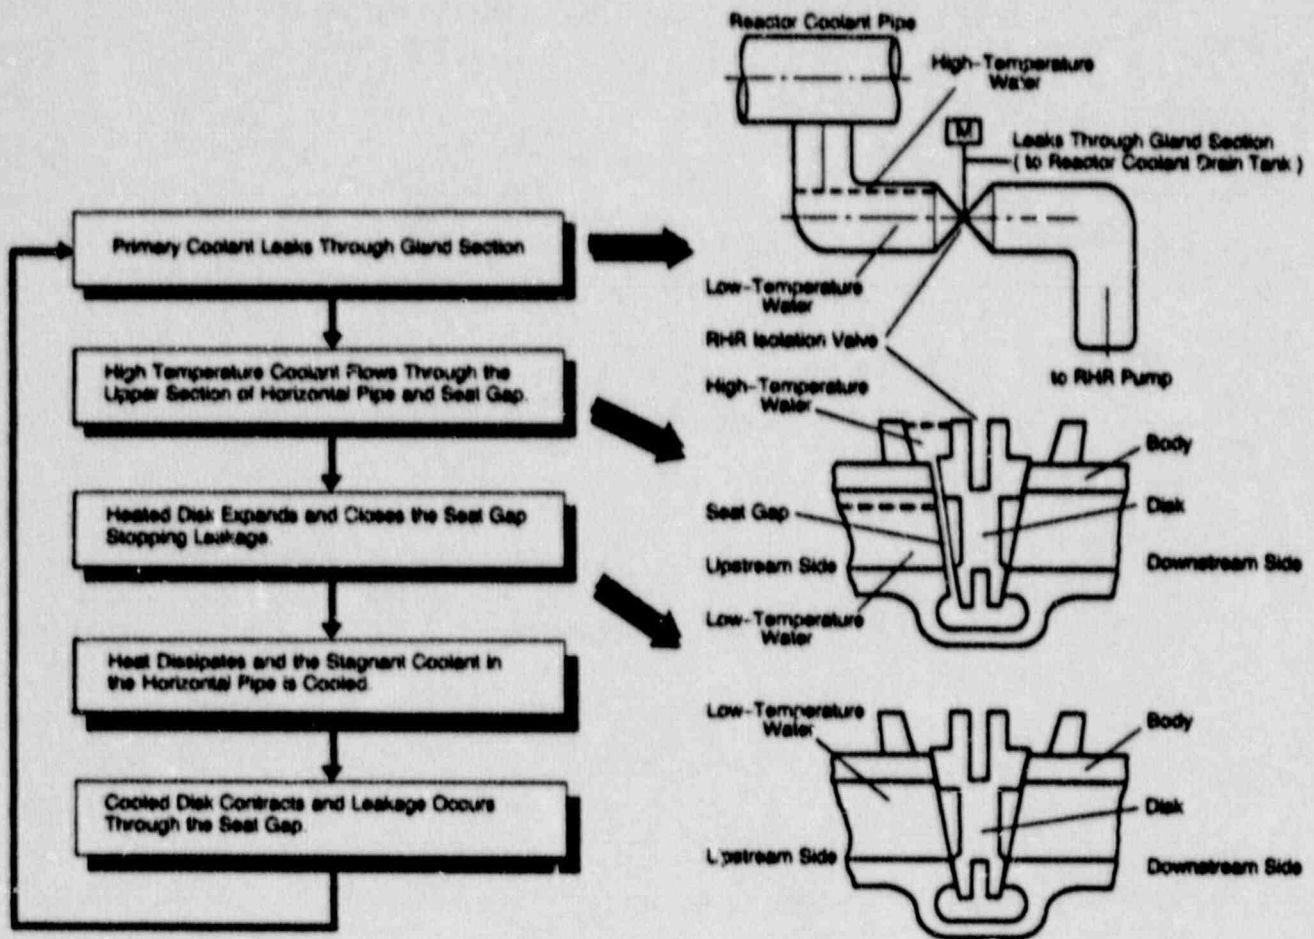 Reactor Coolant Pipe
High-Temperature
Water
M
Leaks Through Gland Section
( to Reactor Coolant Drain Tank )
Primary Coolant Leaks Through Gland Section
Low-Temperature
Water
RHR Isolation Valve
to RHR Pump
High Temperature Coolant Flows Through the
Upper Section of Horizontal Pipe and Seat Gap.
High-Temperature
Water
Body
Seat Gap
Disk
Upstream Side
Downstream Side
Low-Temperature
Water
Heated Disk Expands and Closes the Seat Gap
Stopping Leakage.
Heat Dissipates and the Stagnant Coolant in
the Horizontal Pipe is Cooled.
Cooled Disk Contracts and Leakage Occurs
Through the Seat Gap.
Low-Temperature
Water
Body
Disk
Upstream Side
Downstream Side